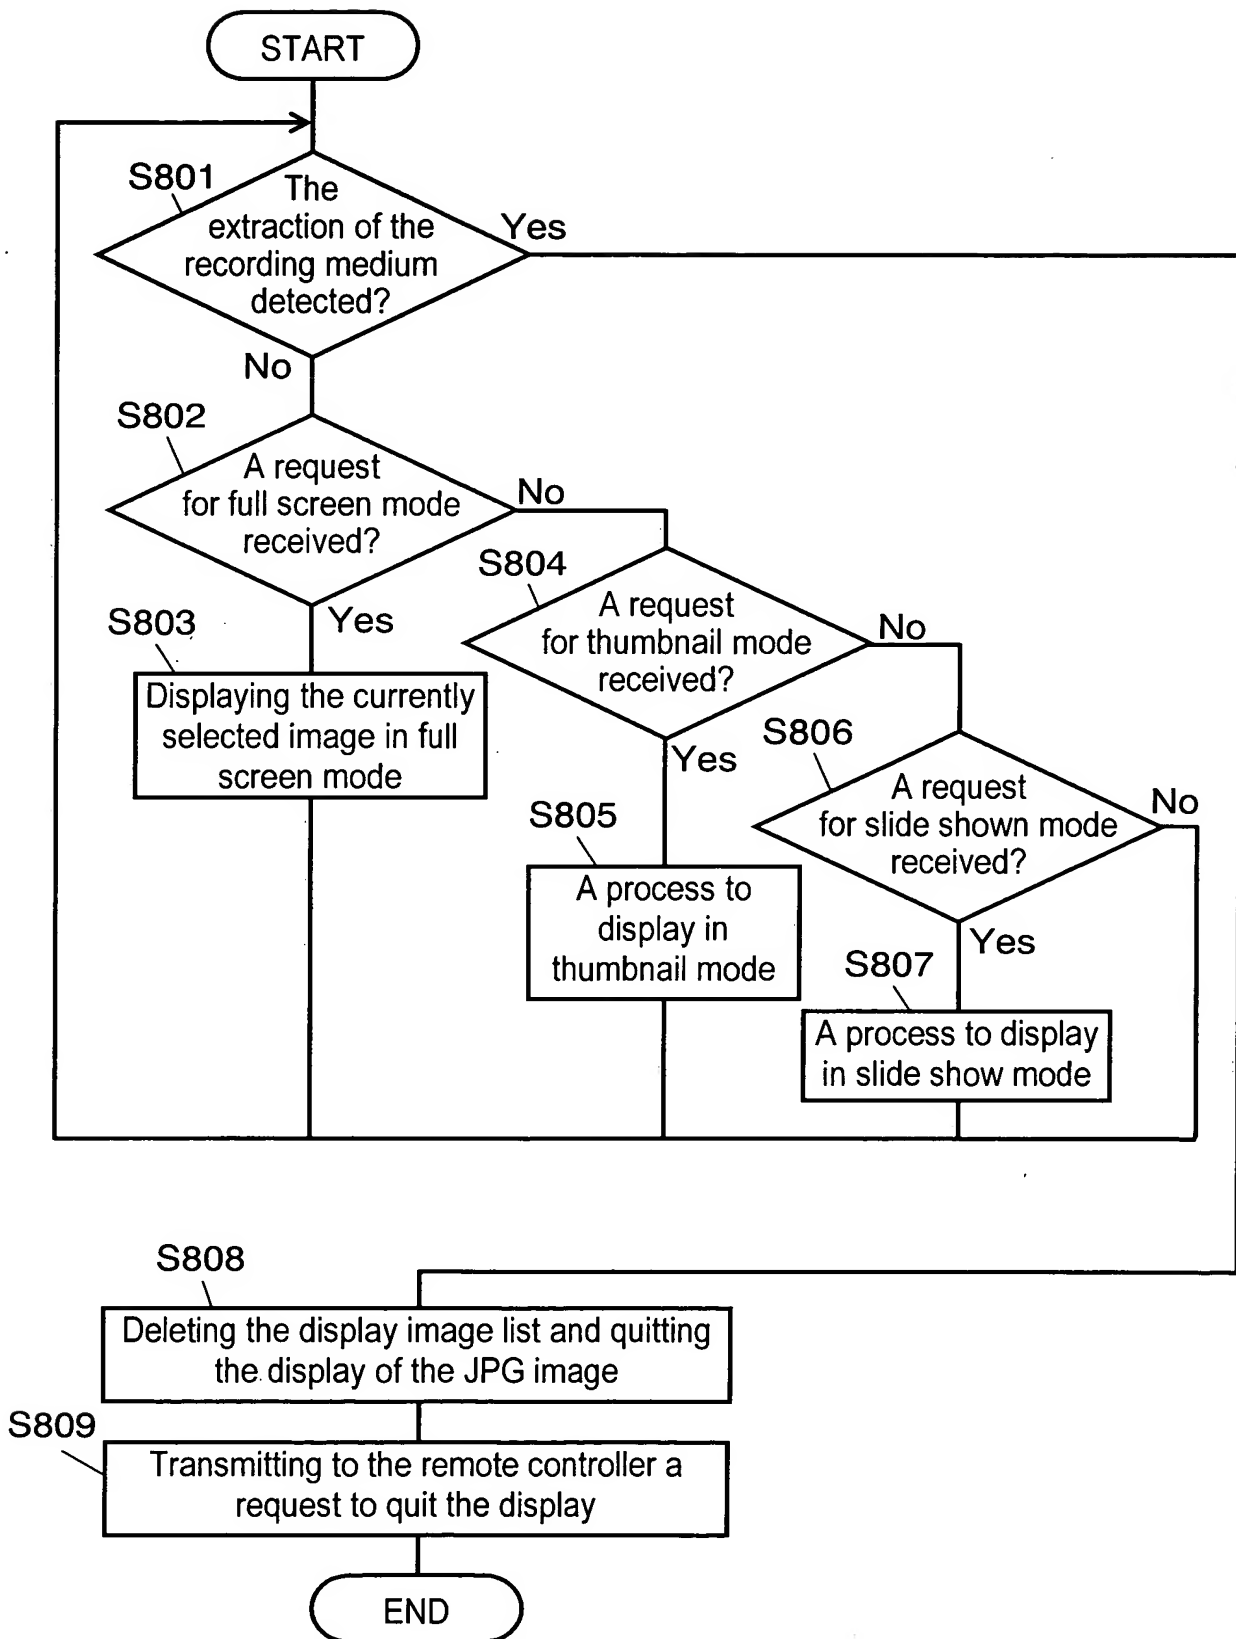 START
S801
The
extraction of the
recording medium
detected?
Yes
No
S802
A request
for full screen mode
received?
No
Yes
S803
Displaying the currently
selected image in full
screen mode
S804
A request
for thumbnail mode
received?
No
Yes
S805
A process to
display in
thumbnail mode
S806
A request
for slide shown mode
received?
No
Yes
S807
A process to display
in slide show mode
S808
Deleting the display image list and quitting
the display of the JPG image
S809
Transmitting to the remote controller a
request to quit the display
END